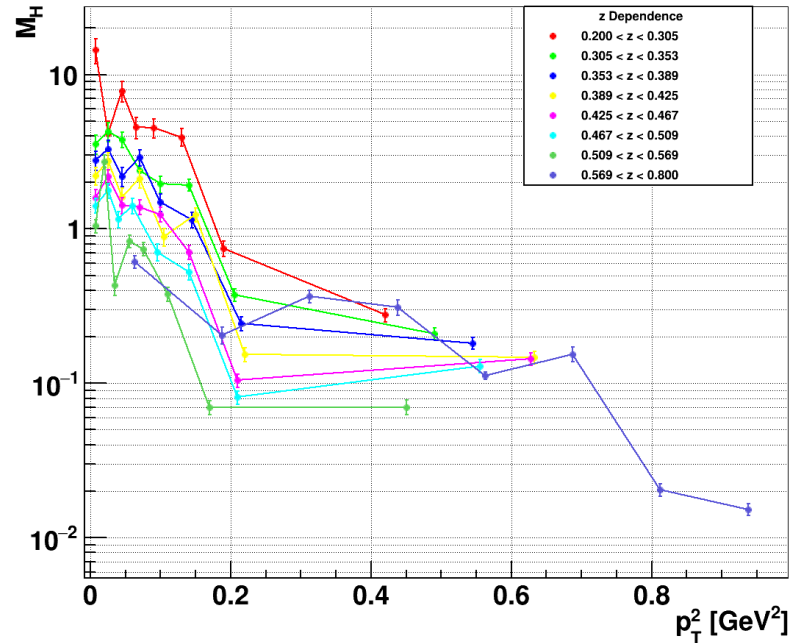 M_H
10
1
10⁻¹
10⁻²
z Dependence
0.200 < z < 0.305
0.305 < z < 0.353
0.353 < z < 0.389
0.389 < z < 0.425
0.425 < z < 0.467
0.467 < z < 0.509
0.509 < z < 0.569
0.569 < z < 0.800
0 0.2 0.4 0.6 0.8
p_T^2 [GeV²]